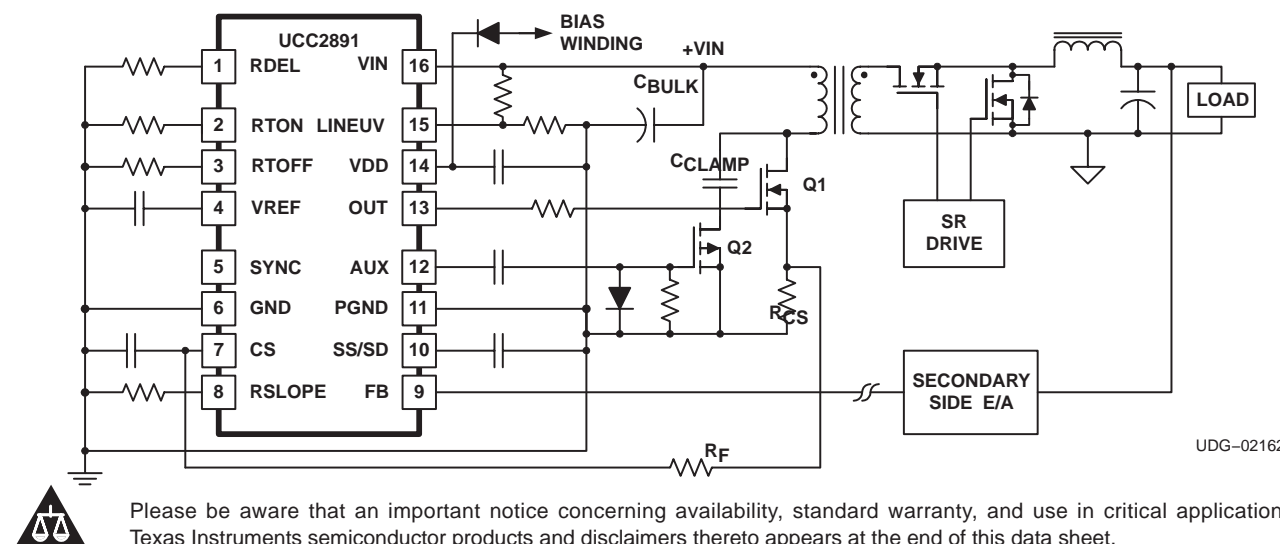 BIAS
WINDING
UCC2891
+VIN
1 RDEL VIN 16
CBULK
LOAD
2 RTON LINEUV 15
3 RTOFF VDD 14
CCLAMP
Q1
4 VREF OUT 13
SR
DRIVE
Q2
5 SYNC AUX 12
6 GND PGND 11
RCS
7 CS SS/SD 10
8 RSLOPE FB 9
SECONDARY
SIDE E/A
RF
UDG−02162
Please be aware that an important notice concerning availability, standard warranty, and use in critical application
Texas Instruments semiconductor products and disclaimers thereto appears at the end of this data sheet.